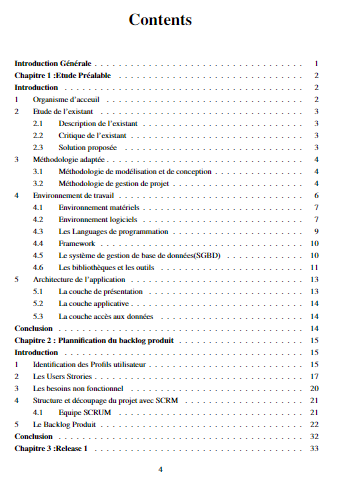 Contents
Introduction Générale . . . . . . . . . . . . . . . . . . . . . . . . . . . . . . . . 1
Chapitre 1 :Etude Préalable . . . . . . . . . . . . . . . . . . . . . . . . . . . . . 2
Introduction . . . . . . . . . . . . . . . . . . . . . . . . . . . . . . . . . . . . 2
1 Organisme d'acceuil . . . . . . . . . . . . . . . . . . . . . . . . . . . . . . 2
2 Etude de l'existant . . . . . . . . . . . . . . . . . . . . . . . . . . . . . . 3
2.1 Description de l'existant . . . . . . . . . . . . . . . . . . . . . . . . 3
2.2 Critique de l'existant . . . . . . . . . . . . . . . . . . . . . . . . . 3
2.3 Solution proposée . . . . . . . . . . . . . . . . . . . . . . . . . . . 3
3 Méthodologie adaptée . . . . . . . . . . . . . . . . . . . . . . . . . . . . . 4
3.1 Méthodologie de modélisation et de conception . . . . . . . . . . . . 4
3.2 Méthodologie de gestion de projet . . . . . . . . . . . . . . . . . . . 4
4 Environnement de travail . . . . . . . . . . . . . . . . . . . . . . . . . . . 6
4.1 Environnement matériels . . . . . . . . . . . . . . . . . . . . . . . . 7
4.2 Environnement logiciels . . . . . . . . . . . . . . . . . . . . . . . . 7
4.3 Les Languages de programmation . . . . . . . . . . . . . . . . . . . . 9
4.4 Framework . . . . . . . . . . . . . . . . . . . . . . . . . . . . . . . 10
4.5 Le système de gestion de base de données(SGBD) . . . . . . . . . . . 10
4.6 Les bibliothèques et les outils . . . . . . . . . . . . . . . . . . . . . 11
5 Architecture de l'application . . . . . . . . . . . . . . . . . . . . . . . . . 13
5.1 La couche de présentation . . . . . . . . . . . . . . . . . . . . . . . 13
5.2 La couche applicative . . . . . . . . . . . . . . . . . . . . . . . . . . 14
5.3 La couche accès aux données . . . . . . . . . . . . . . . . . . . . . . 14
Conclusion . . . . . . . . . . . . . . . . . . . . . . . . . . . . . . . . . . . . 14
Chapitre 2 : Plannification du backlog produit . . . . . . . . . . . . . . . . . . 15
Introduction . . . . . . . . . . . . . . . . . . . . . . . . . . . . . . . . . . . . 15
1 Identification des Profils utilisateur . . . . . . . . . . . . . . . . . . . . . . 15
2 Les Users Strories . . . . . . . . . . . . . . . . . . . . . . . . . . . . . . . 17
3 Les besoins non fonctionnel . . . . . . . . . . . . . . . . . . . . . . . . . . 20
4 Structure et découpage du projet avec SCRM . . . . . . . . . . . . . . . . . 21
4.1 Equipe SCRUM . . . . . . . . . . . . . . . . . . . . . . . . . . . . . 21
5 Le Backlog Produit . . . . . . . . . . . . . . . . . . . . . . . . . . . . . . 22
Conclusion . . . . . . . . . . . . . . . . . . . . . . . . . . . . . . . . . . . . 32
Chapitre 3 :Release 1 . . . . . . . . . . . . . . . . . . . . . . . . . . . . . . . 33
4